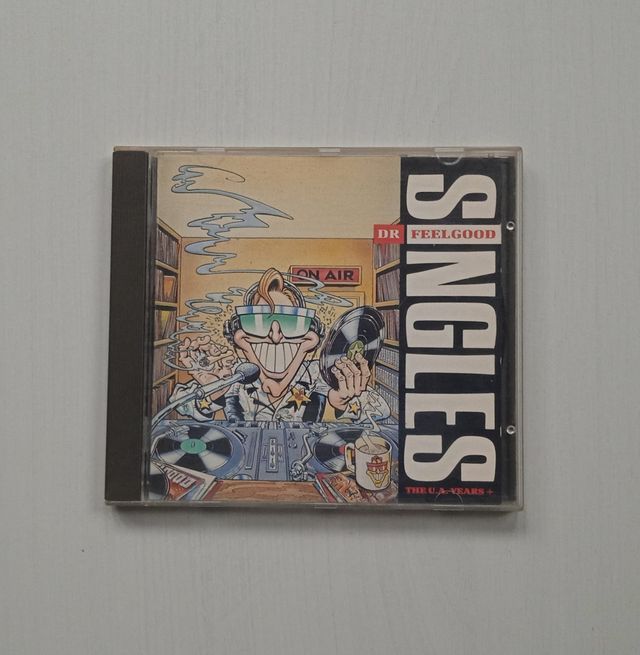 DR FEELGOOD
SINGLES
THE U.A. YEARS +
ON AIR